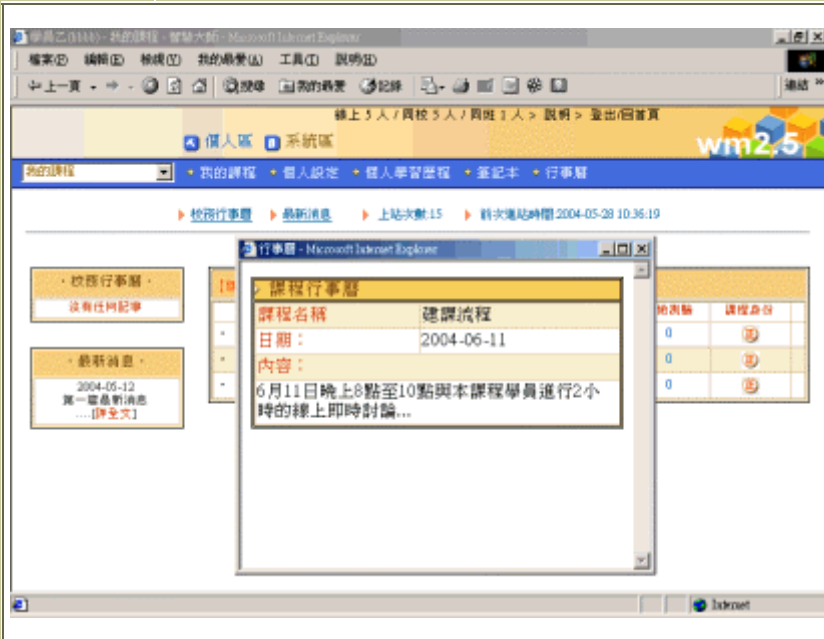 學員乙(bbbb) - 我的課程 - 智慧大師 - Microsoft Internet Explorer
檔案(F) 編輯(E) 檢視(V) 我的最愛(A) 工具(T) 說明(H)
上一頁 搜尋 我的最愛 記錄 連結 »
線上 5 人 / 同校 5 人 / 同班 1 人 > 說明 > 登出/回首頁
個人區 系統區 wm2.5
我的課程 我的課程 個人設定 個人學習歷程 筆記本 行事曆
校務行事曆 最新消息 上站次數:15 前次進站時間:2004-05-28 10:36:19
行事曆 - Microsoft Internet Explorer
· 校務行事曆 ·
沒有任何記事
· 最新消息 ·
2004-05-12
第一筆最新消息
....[詳全文]
課程行事曆
課程名稱 建課流程
日期: 2004-06-11
內容:
6月11日晚上8點至10點與本課程學員進行2小
時的線上即時討論...
測驗 課程身份
0
0
0
Internet